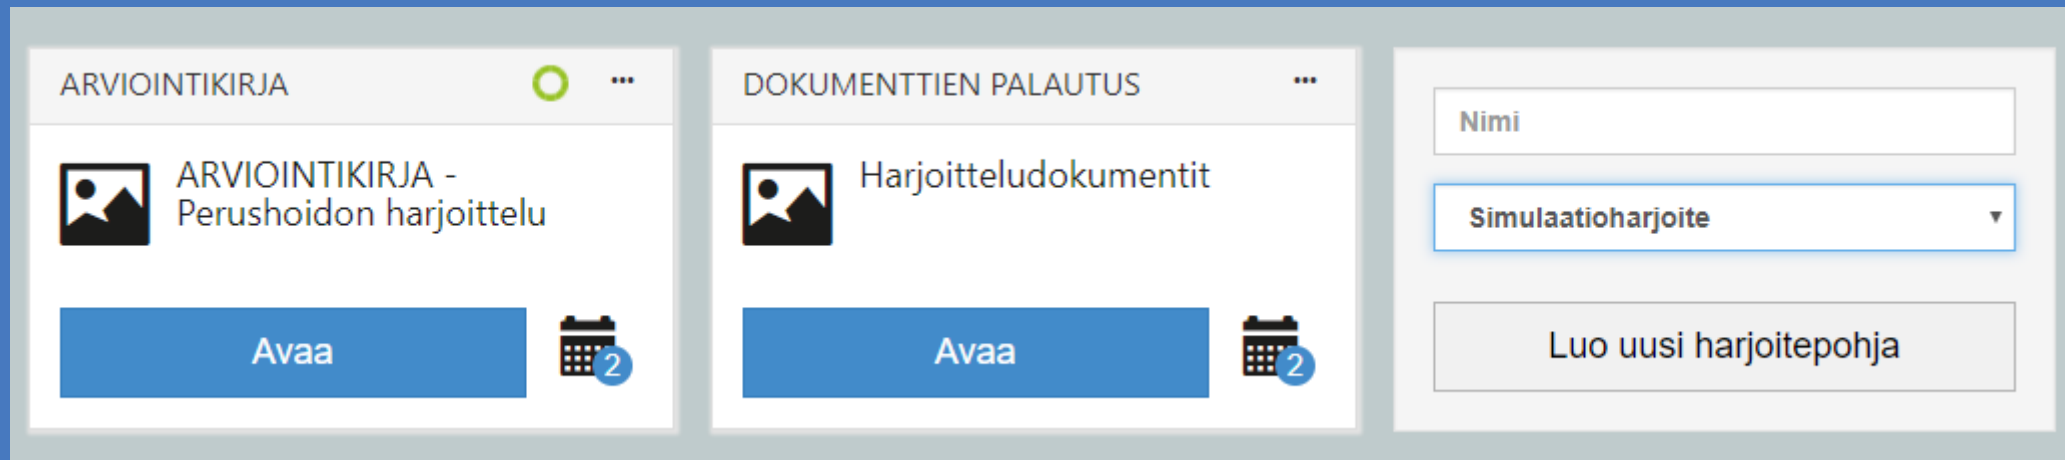 ARVIOINTIKIRJA
ARVIOINTIKIRJA -
Perushoidon harjoittelu
Avaa
2
DOKUMENTTIEN PALAUTUS
Harjoitteludokumentit
Avaa
2
Nimi
Simulaatioharjoite
Luo uusi harjoitepohja